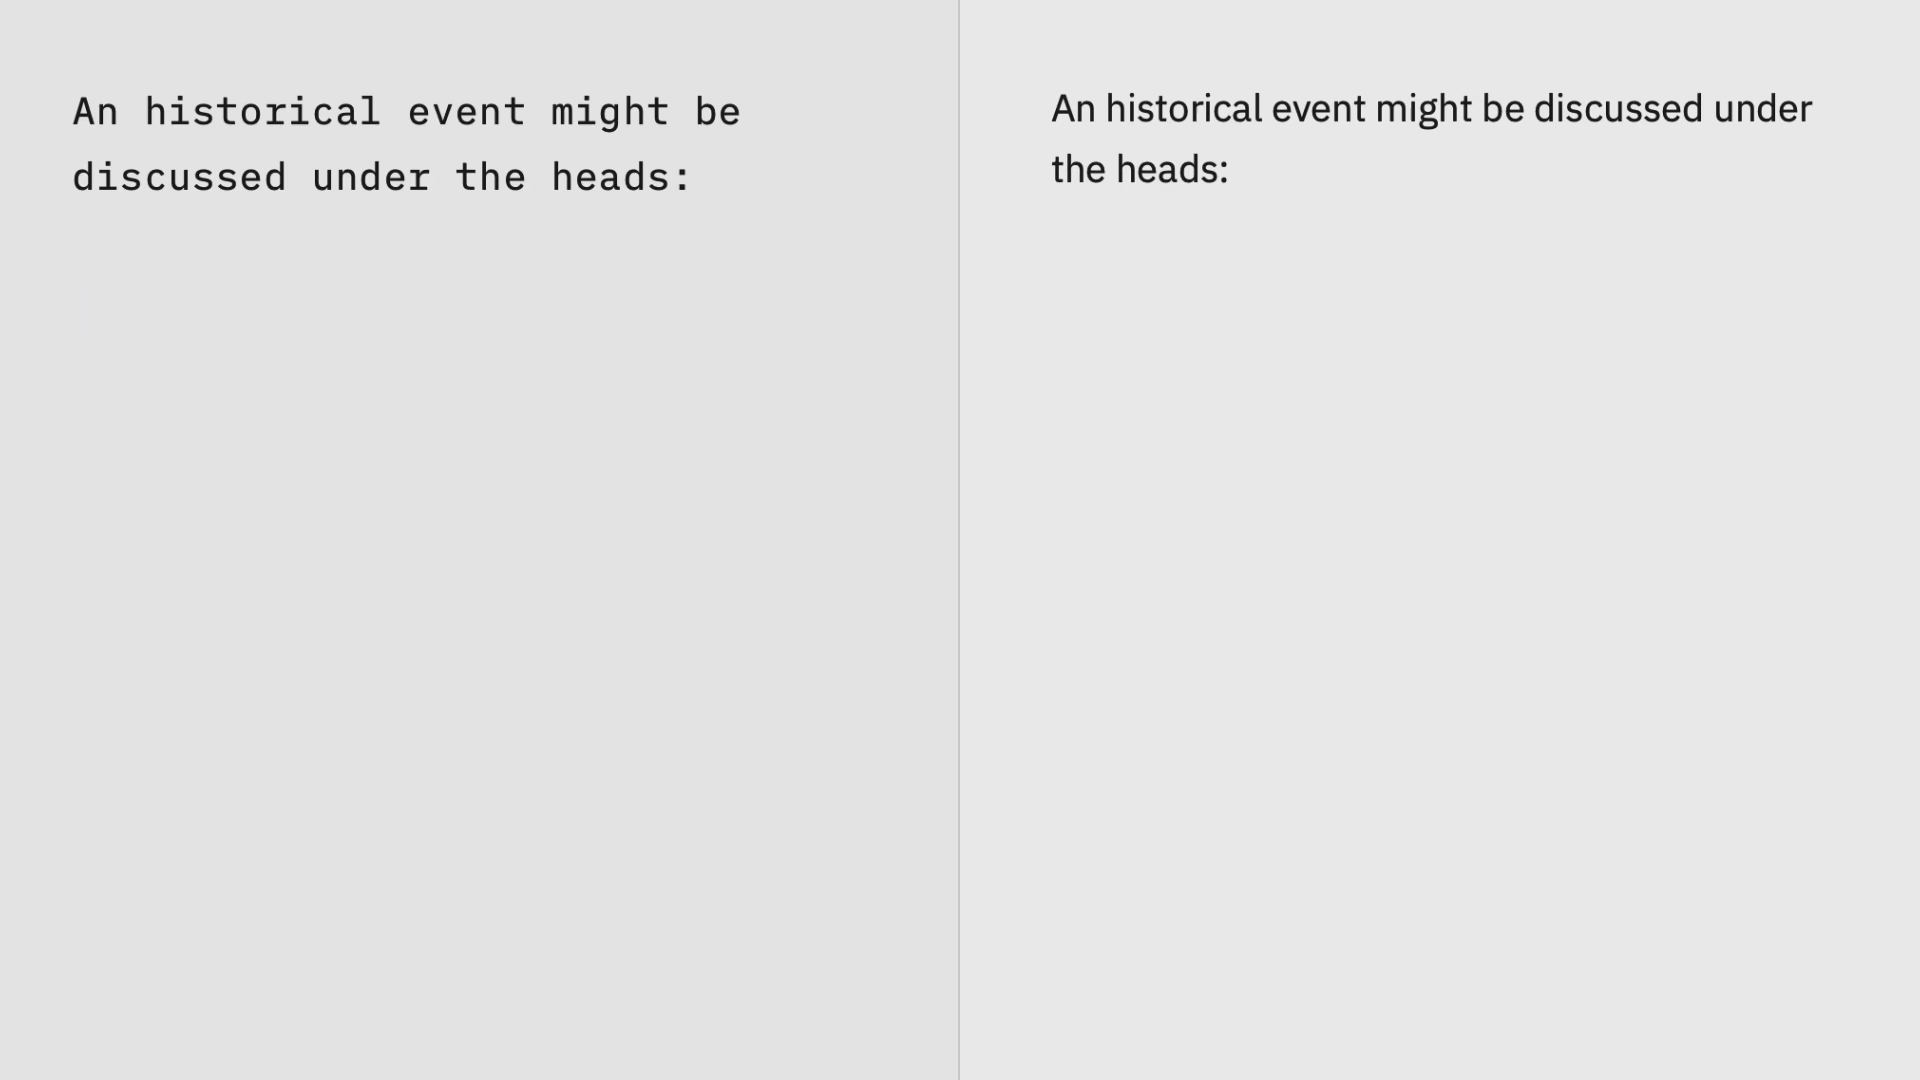 An historical event might be
discussed under the heads:
An historical event might be discussed under
the heads: